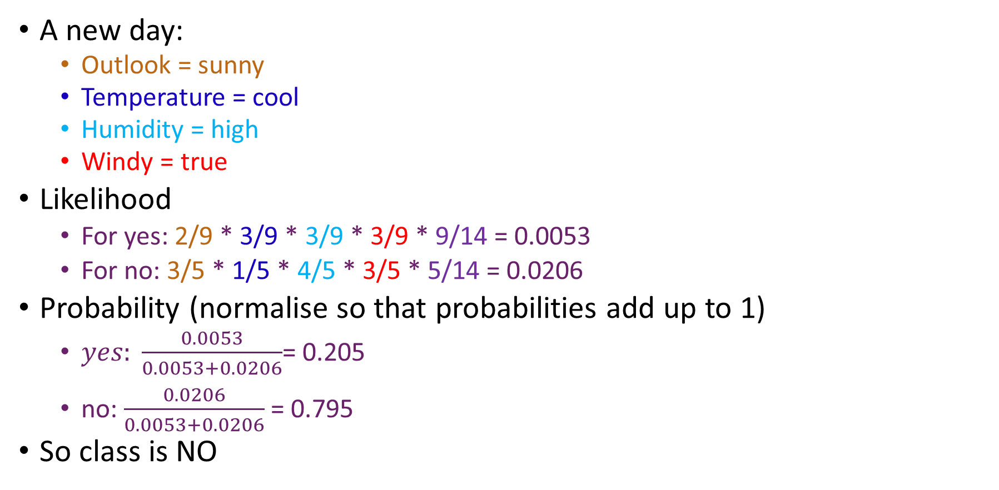 • A new day:
• Outlook = sunny
• Temperature = cool
• Humidity = high
• Windy = true
• Likelihood
• For yes: 2/9 * 3/9 * 3/9 * 3/9 * 9/14 = 0.0053
• For no: 3/5 * 1/5 * 4/5 * 3/5 * 5/14 = 0.0206
• Probability (normalise so that probabilities add up to 1)
• yes: 0.0053/0.0053+0.0206 = 0.205
• no: 0.0206/0.0053+0.0206 = 0.795
• So class is NO